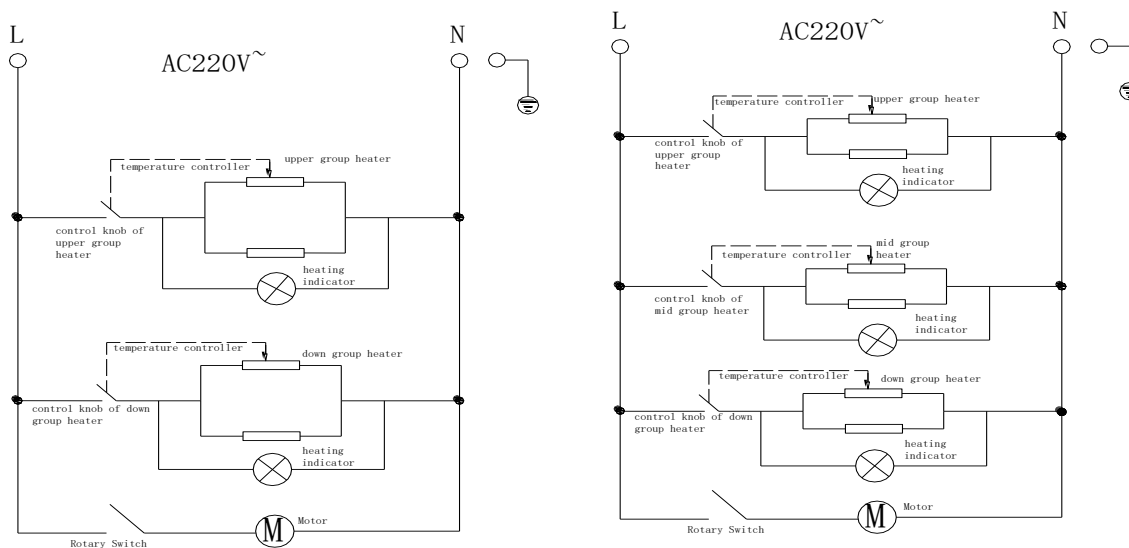 L
N
AC220V~
temperature controller
upper group heater
control knob of
upper group
heater
heating
indicator
temperature controller
down group heater
control knob of down
group heater
heating
indicator
M
Motor
Rotary Switch
L
N
AC220V~
temperature controller
upper group heater
control knob of
upper group
heater
heating
indicator
temperature controller
mid group
heater
control knob of
mid group heater
heating
indicator
temperature controller
down group heater
control knob of down
group heater
heating
indicator
M
Motor
Rotary Switch